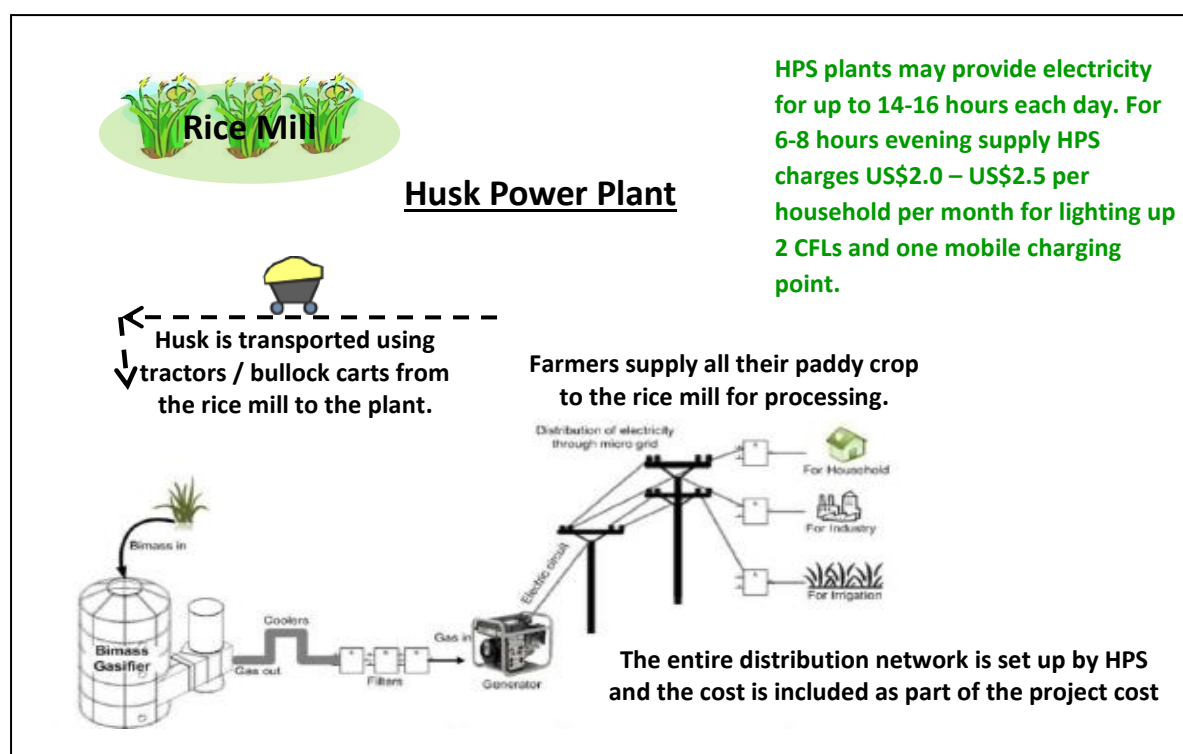 Rice Mill
HPS plants may provide electricity
for up to 14-16 hours each day. For
6-8 hours evening supply HPS
charges US$2.0 – US$2.5 per
household per month for lighting up
2 CFLs and one mobile charging
point.
Husk Power Plant
Husk is transported using
tractors / bullock carts from
the rice mill to the plant.
Farmers supply all their paddy crop
to the rice mill for processing.
Distribution of electricity
through micro grid
For Household
For Industry
For Irrigation
Bimass in
Electric circuit
Bimass
Gasifier
Coolers
Gas out
Filters
Gas in
Generator
The entire distribution network is set up by HPS
and the cost is included as part of the project cost